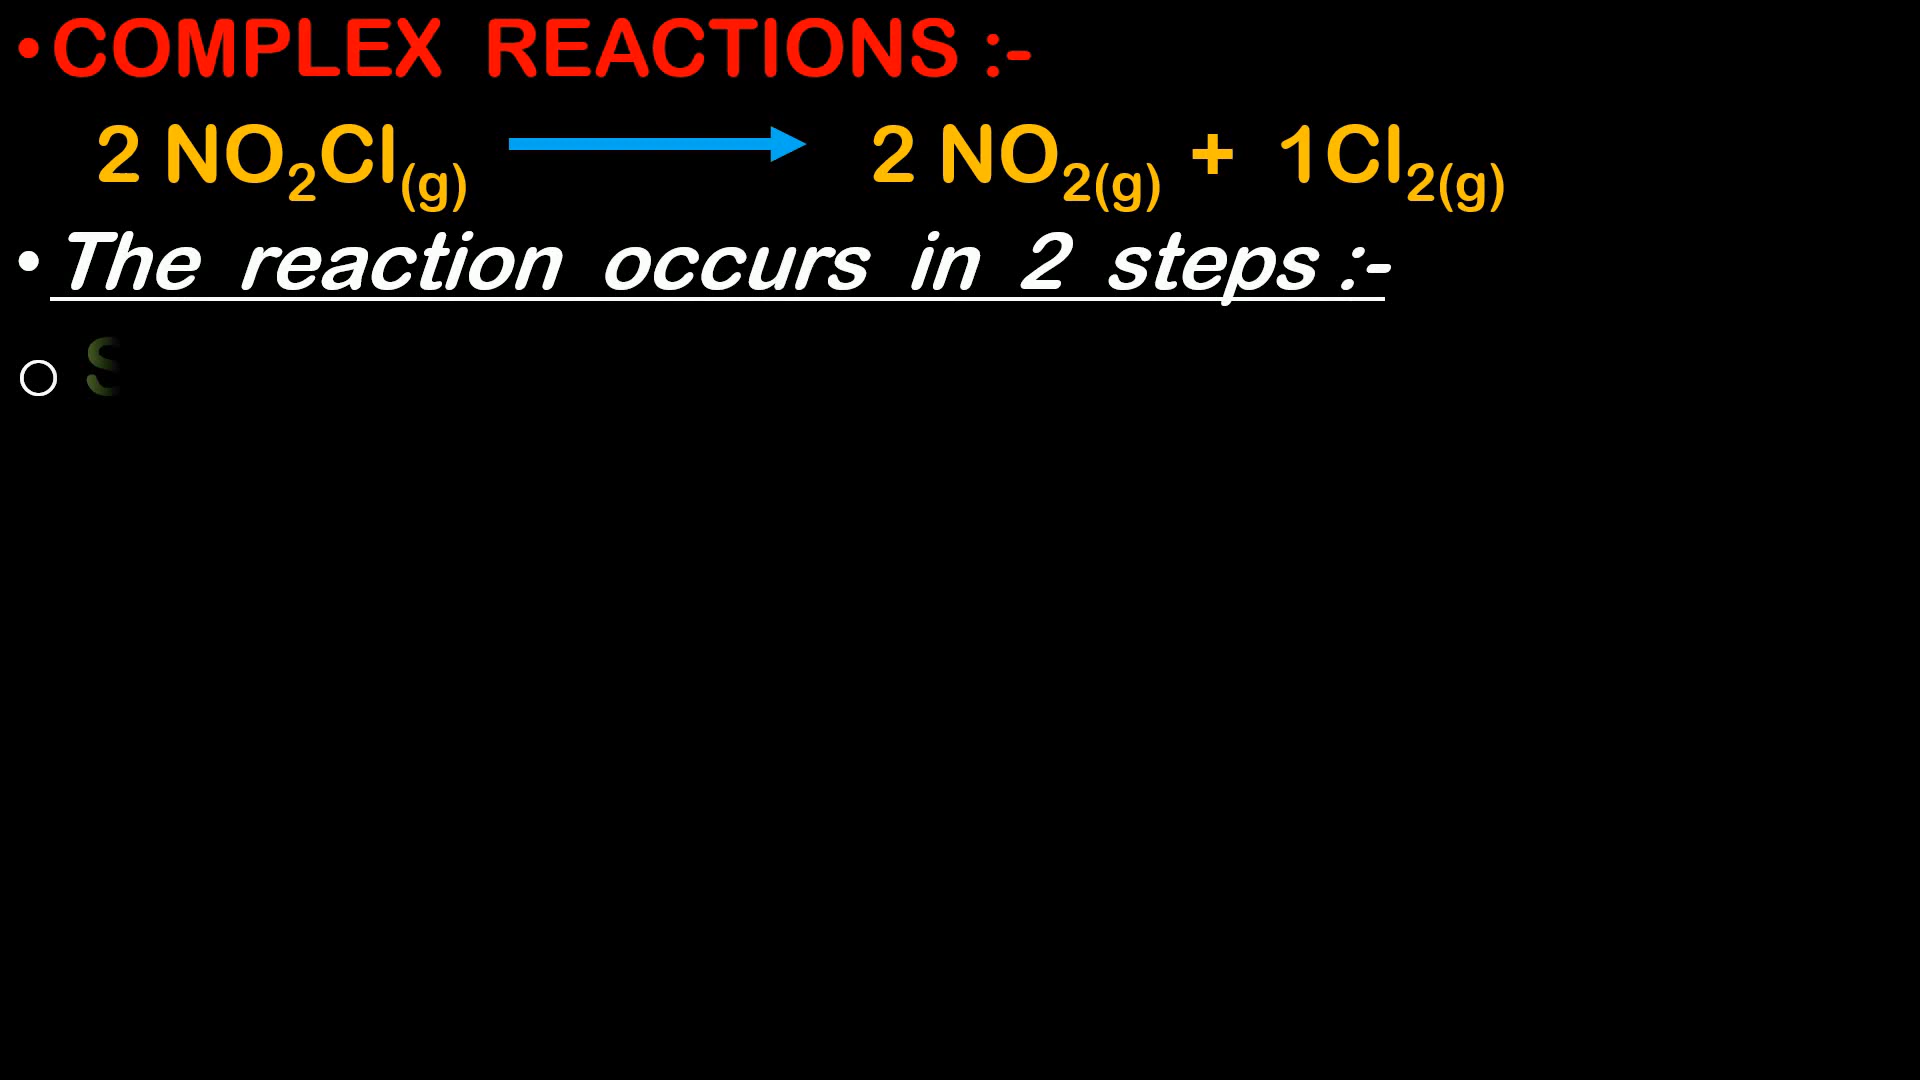 •COMPLEX REACTIONS :-
2 NO₂Cl₍g₎ ⟶ 2 NO₂₍g₎ + 1Cl₂₍g₎
• The reaction occurs in 2 steps :-
○ S